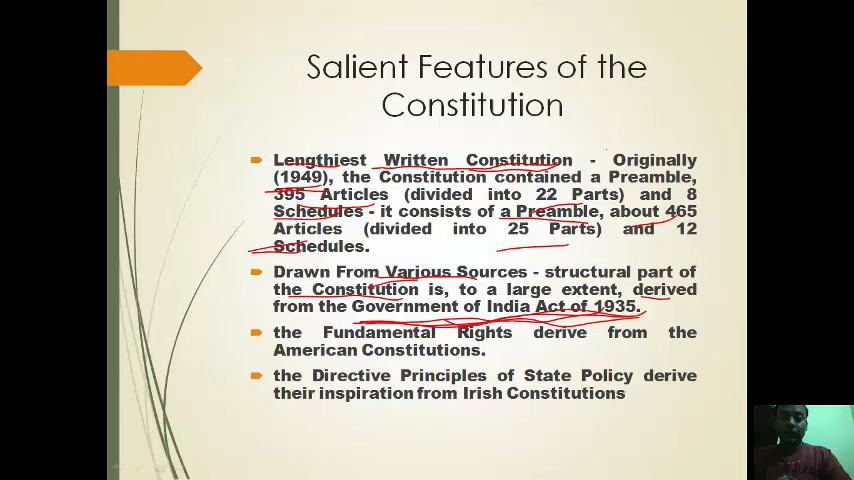 Salient Features of the
Constitution
Lengthiest Written Constitution - Originally
(1949), the Constitution contained a Preamble,
395 Articles (divided into 22 Parts) and 8
Schedules - it consists of a Preamble, about 465
Articles (divided into 25 Parts) and 12
Schedules.
Drawn From Various Sources - structural part of
the Constitution is, to a large extent, derived
from the Government of India Act of 1935.
the Fundamental Rights derive from the
American Constitutions.
the Directive Principles of State Policy derive
their inspiration from Irish Constitutions